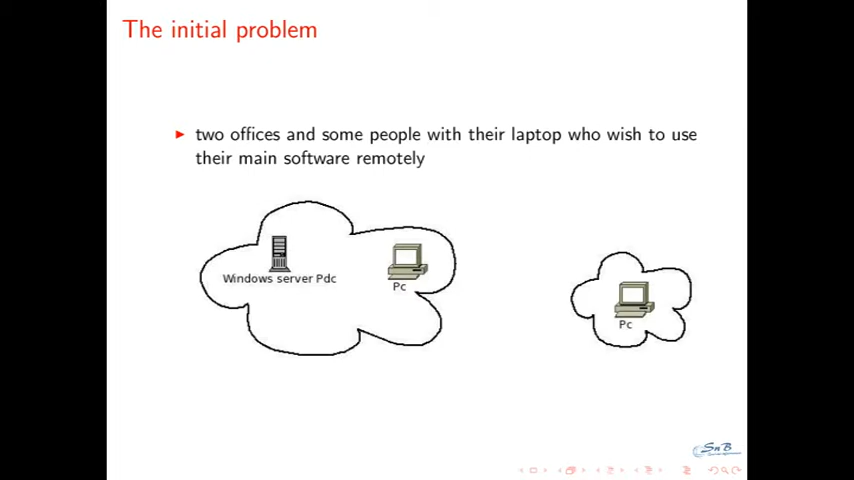 The initial problem
two offices and some people with their laptop who wish to use
their main software remotely
Windows server Pdc
Pc
Pc
SnB